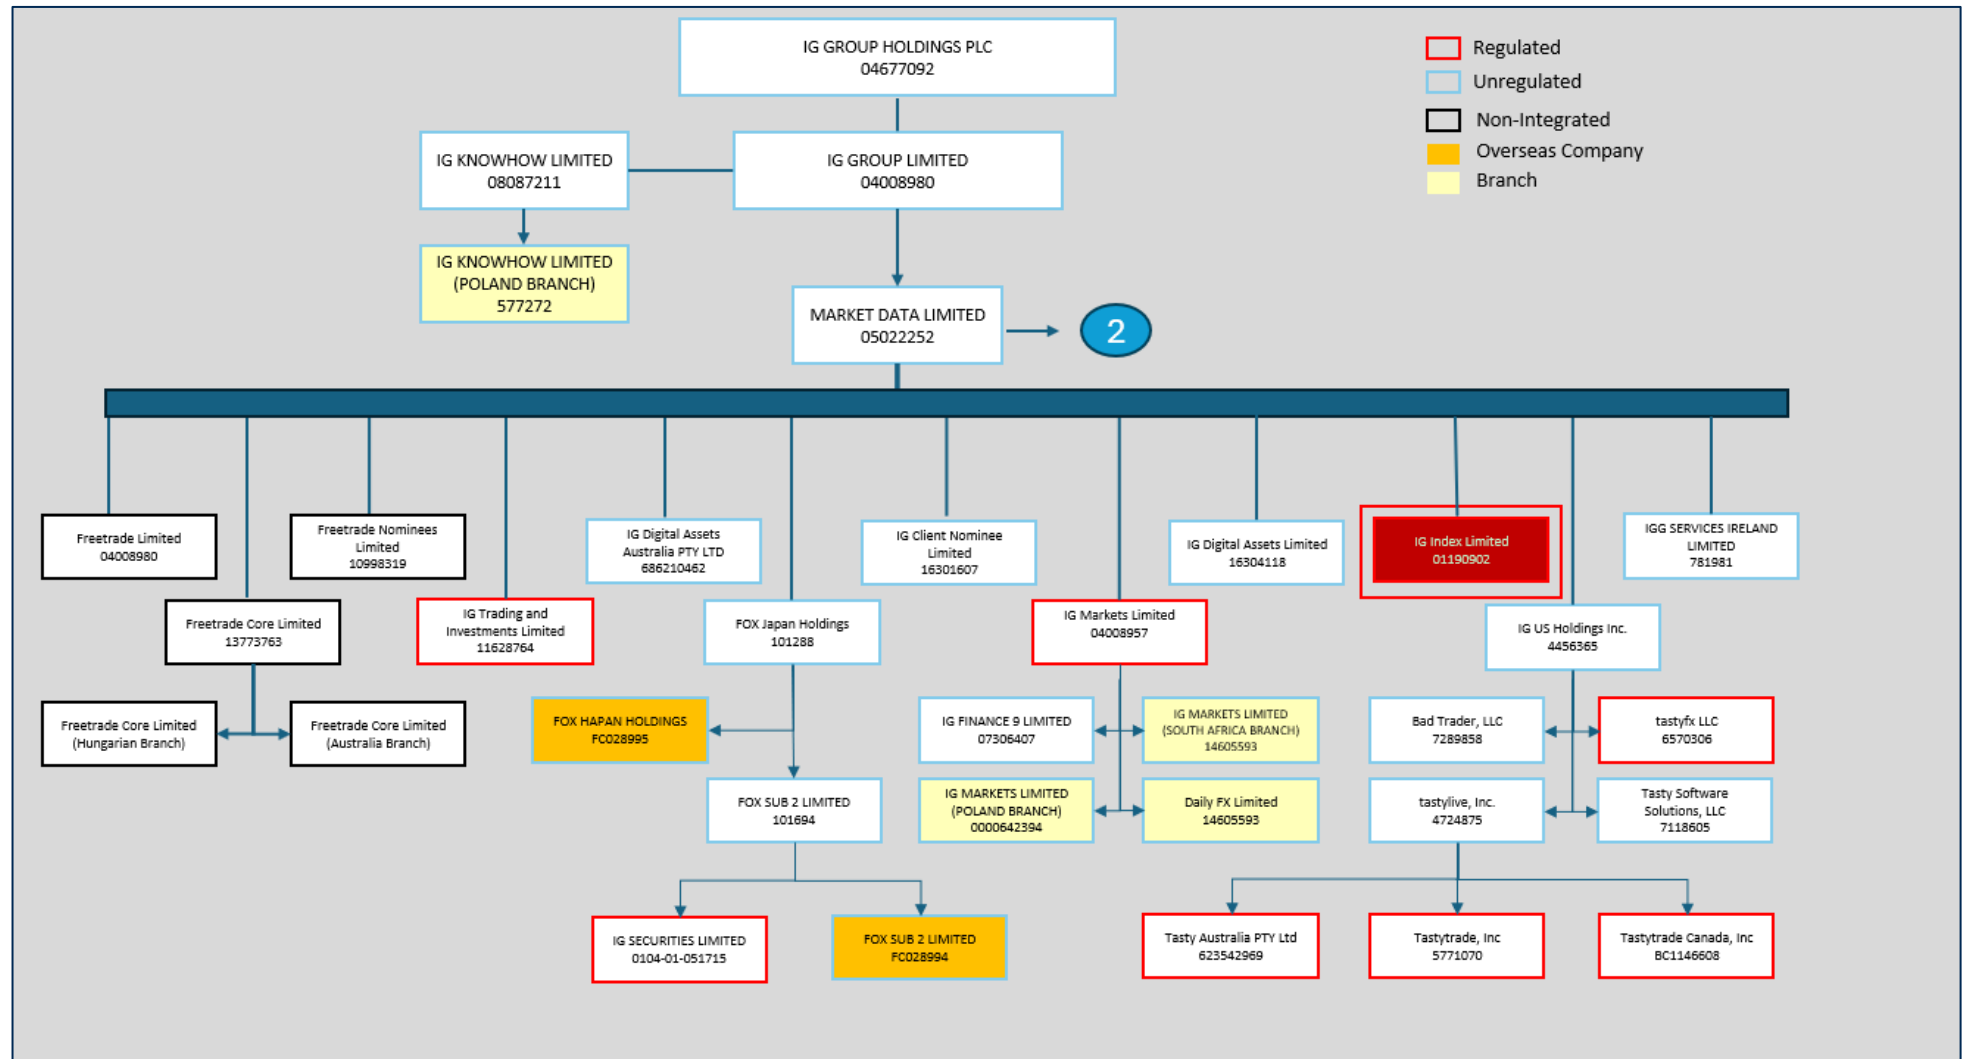 IG GROUP HOLDINGS PLC
04677092
Regulated
Unregulated
Non-Integrated
Overseas Company
Branch
IG KNOWHOW LIMITED
08087211
IG GROUP LIMITED
04008980
IG KNOWHOW LIMITED
(POLAND BRANCH)
577272
MARKET DATA LIMITED
05022252
2
Freetrade Limited
04008980
Freetrade Nominees
Limited
10998319
IG Digital Assets
Australia PTY LTD
686210462
IG Client Nominee
Limited
16301607
IG Digital Assets Limited
16304118
IG Index Limited
01190902
IGG SERVICES IRELAND
LIMITED
781981
Freetrade Core Limited
13773763
IG Trading and
Investments Limited
11628764
FOX Japan Holdings
101288
IG Markets Limited
04008957
IG US Holdings Inc.
4456365
Freetrade Core Limited
(Hungarian Branch)
Freetrade Core Limited
(Australia Branch)
FOX HAPAN HOLDINGS
FC028995
IG FINANCE 9 LIMITED
07306407
IG MARKETS LIMITED
(SOUTH AFRICA BRANCH)
14605593
Bad Trader, LLC
7289858
tastyfx LLC
6570306
FOX SUB 2 LIMITED
101694
IG MARKETS LIMITED
(POLAND BRANCH)
0000642394
Daily FX Limited
14605593
tastylive, Inc.
4724875
Tasty Software
Solutions, LLC
7118605
IG SECURITIES LIMITED
0104-01-051715
FOX SUB 2 LIMITED
FC028994
Tasty Australia PTY Ltd
623542969
Tastytrade, Inc
5771070
Tastytrade Canada, Inc
BC1146608